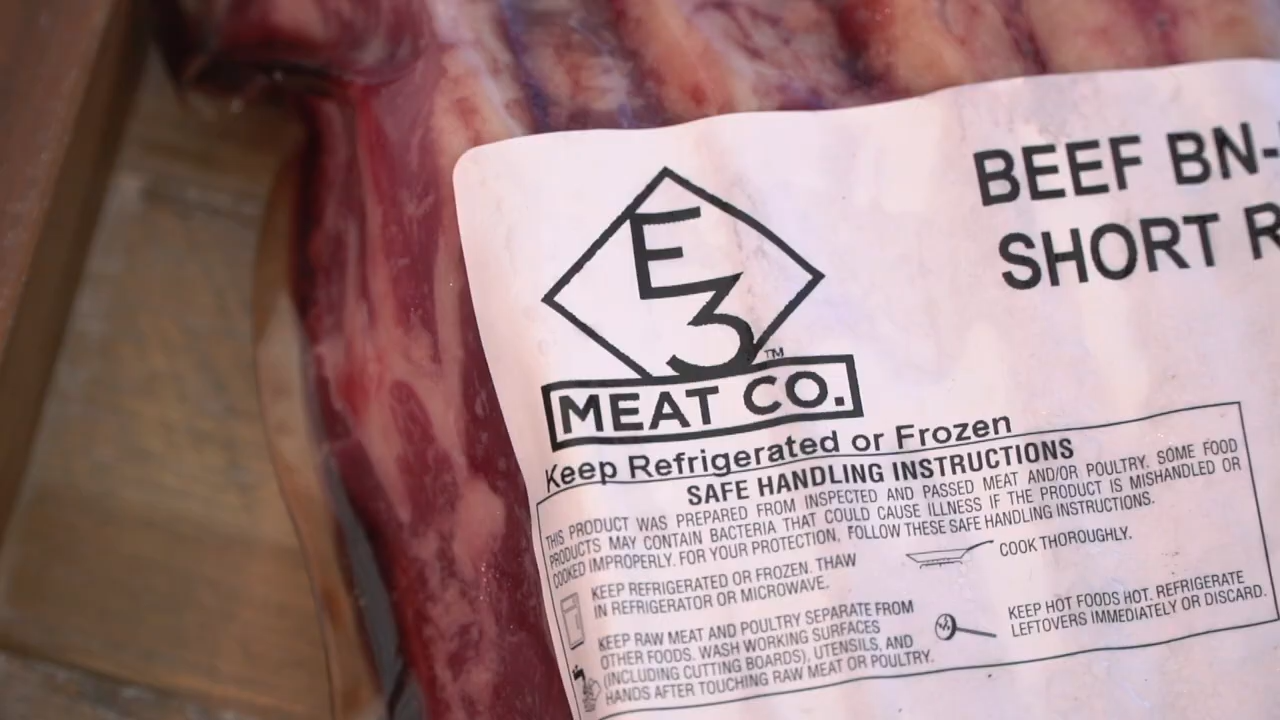 E3
™
MEAT CO.
BEEF BN-
SHORT R
Keep Refrigerated or Frozen
SAFE HANDLING INSTRUCTIONS
THIS PRODUCT WAS PREPARED FROM INSPECTED AND PASSED MEAT AND/OR POULTRY. SOME FOOD
PRODUCTS MAY CONTAIN BACTERIA THAT COULD CAUSE ILLNESS IF THE PRODUCT IS MISHANDLED OR
COOKED IMPROPERLY. FOR YOUR PROTECTION, FOLLOW THESE SAFE HANDLING INSTRUCTIONS.
KEEP REFRIGERATED OR FROZEN. THAW
IN REFRIGERATOR OR MICROWAVE.
COOK THOROUGHLY.
KEEP RAW MEAT AND POULTRY SEPARATE FROM
OTHER FOODS. WASH WORKING SURFACES
(INCLUDING CUTTING BOARDS), UTENSILS, AND
HANDS AFTER TOUCHING RAW MEAT OR POULTRY.
KEEP HOT FOODS HOT. REFRIGERATE
LEFTOVERS IMMEDIATELY OR DISCARD.